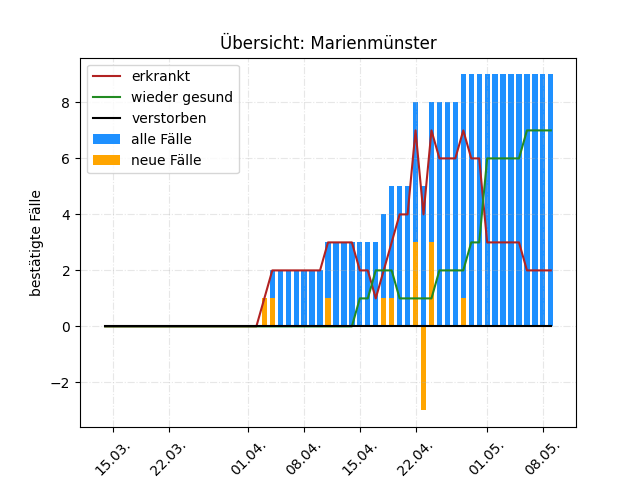 Übersicht: Marienmünster
erkrankt
wieder gesund
verstorben
alle Fälle
neue Fälle
bestätigte Fälle
8
6
4
2
0
−2
15.03.
22.03.
01.04.
08.04.
15.04.
22.04.
01.05.
08.05.